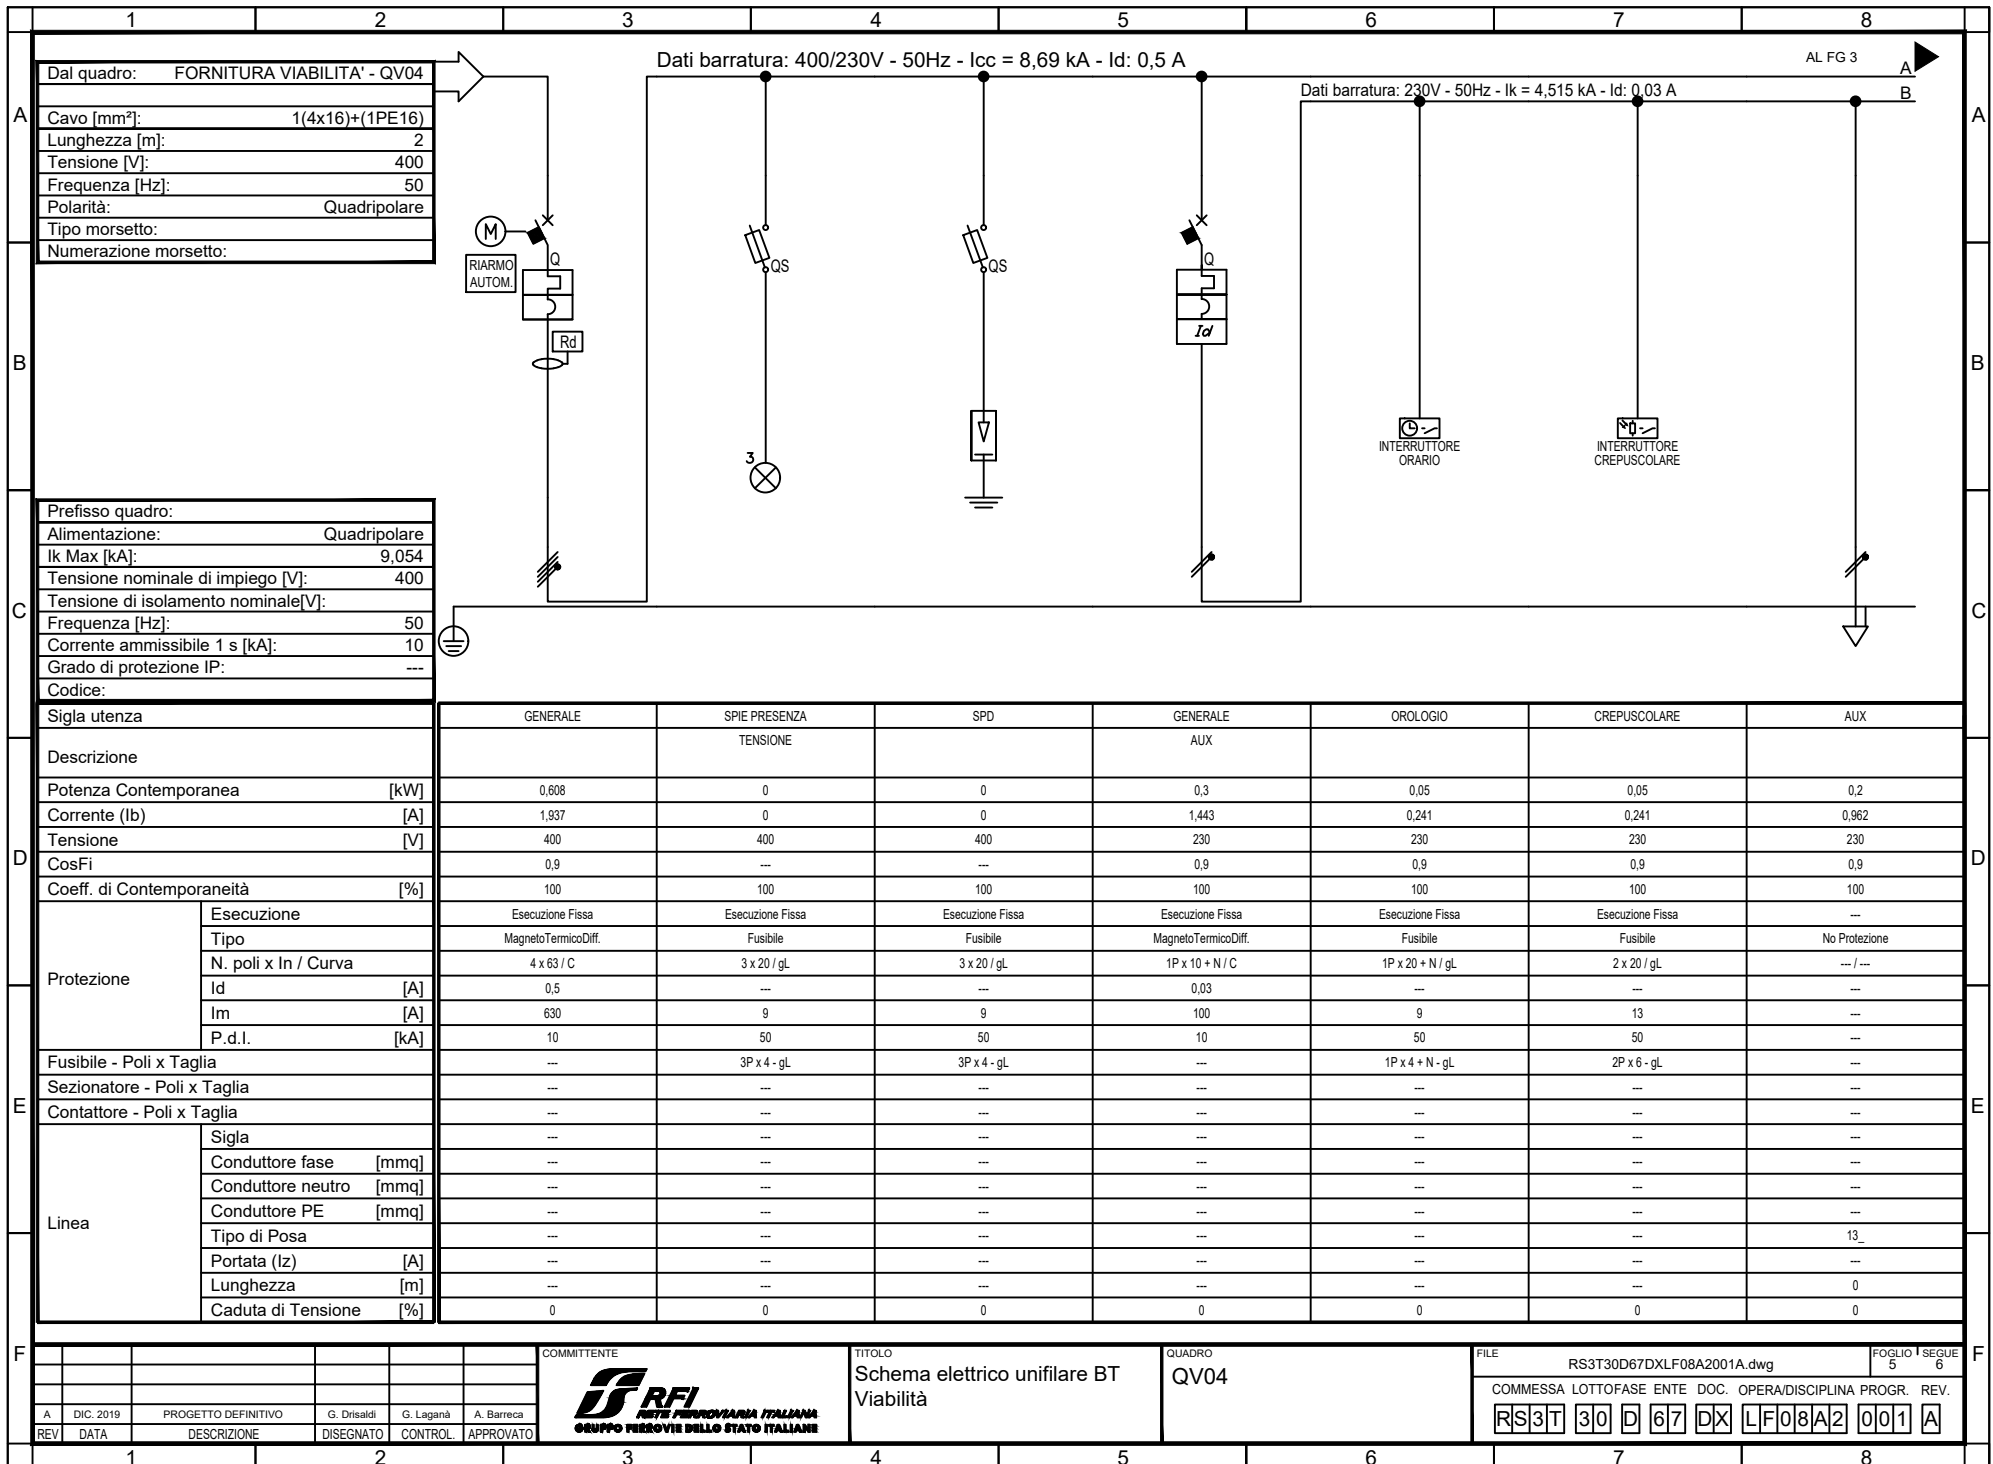 1 2 3 4 5 6 7 8
Dati barratura: 400/230V - 50Hz - Icc = 8,69 kA - Id: 0,5 A
AL FG 3
A
Dati barratura: 230V - 50Hz - Ik = 4,515 kA - Id: 0,03 A
B
A
A
Dal quadro: FORNITURA VIABILITA' - QV04
Cavo [mm²]: 1(4x16)+(1PE16)
Lunghezza [m]: 2
Tensione [V]: 400
Frequenza [Hz]: 50
Polarità: Quadripolare
Tipo morsetto:
Numerazione morsetto:
M
RIARMO
AUTOM.
Q
Rd
QS
QS
Q
Id
3
INTERRUTTORE
ORARIO
INTERRUTTORE
CREPUSCOLARE
B
B
Prefisso quadro:
Alimentazione: Quadripolare
Ik Max [kA]: 9,054
Tensione nominale di impiego [V]: 400
Tensione di isolamento nominale[V]:
Frequenza [Hz]: 50
Corrente ammissibile 1 s [kA]: 10
Grado di protezione IP: ---
Codice:
C
C
Sigla utenza GENERALE SPIE PRESENZA SPD GENERALE OROLOGIO CREPUSCOLARE AUX
Descrizione TENSIONE AUX
Potenza Contemporanea [kW] 0,608 0 0 0,3 0,05 0,05 0,2
Corrente (Ib) [A] 1,937 0 0 1,443 0,241 0,241 0,962
Tensione [V] 400 400 400 230 230 230 230
CosFi 0,9 --- --- 0,9 0,9 0,9 0,9
Coeff. di Contemporaneità [%] 100 100 100 100 100 100 100
D
D
Protezione
Esecuzione Esecuzione Fissa Esecuzione Fissa Esecuzione Fissa Esecuzione Fissa Esecuzione Fissa Esecuzione Fissa ---
Tipo MagnetoTermicoDiff. Fusibile Fusibile MagnetoTermicoDiff. Fusibile Fusibile No Protezione
N. poli x In / Curva 4 x 63 / C 3 x 20 / gL 3 x 20 / gL 1P x 10 + N / C 1P x 20 + N / gL 2 x 20 / gL --- / ---
Id [A] 0,5 --- --- 0,03 --- --- ---
Im [A] 630 9 9 100 9 13 ---
P.d.I. [kA] 10 50 50 10 50 50 ---
Fusibile - Poli x Taglia --- 3P x 4 - gL 3P x 4 - gL --- 1P x 4 + N - gL 2P x 6 - gL ---
Sezionatore - Poli x Taglia --- --- --- --- --- --- ---
Contattore - Poli x Taglia --- --- --- --- --- --- ---
E
E
Linea
Sigla --- --- --- --- --- --- ---
Conduttore fase [mmq] --- --- --- --- --- --- ---
Conduttore neutro [mmq] --- --- --- --- --- --- ---
Conduttore PE [mmq] --- --- --- --- --- --- ---
Tipo di Posa --- --- --- --- --- --- 13_
Portata (Iz) [A] --- --- --- --- --- --- ---
Lunghezza [m] --- --- --- --- --- --- 0
Caduta di Tensione [%] 0 0 0 0 0 0 0
F
F
A DIC. 2019 PROGETTO DEFINITIVO G. Drisaldi G. Laganà A. Barreca
REV DATA DESCRIZIONE DISEGNATO CONTROL. APPROVATO
COMMITTENTE
RFI
RETE FERROVIARIA ITALIANA
GRUPPO FERROVIE DELLO STATO ITALIANE
TITOLO
Schema elettrico unifilare BT
Viabilità
QUADRO
QV04
FILE
RS3T30D67DXLF08A2001A.dwg
FOGLIO SEGUE
5 6
COMMESSA LOTTO FASE ENTE DOC. OPERA/DISCIPLINA PROGR. REV.
RS3T 30 D 67 DX LF08A2 001 A
1 2 3 4 5 6 7 8